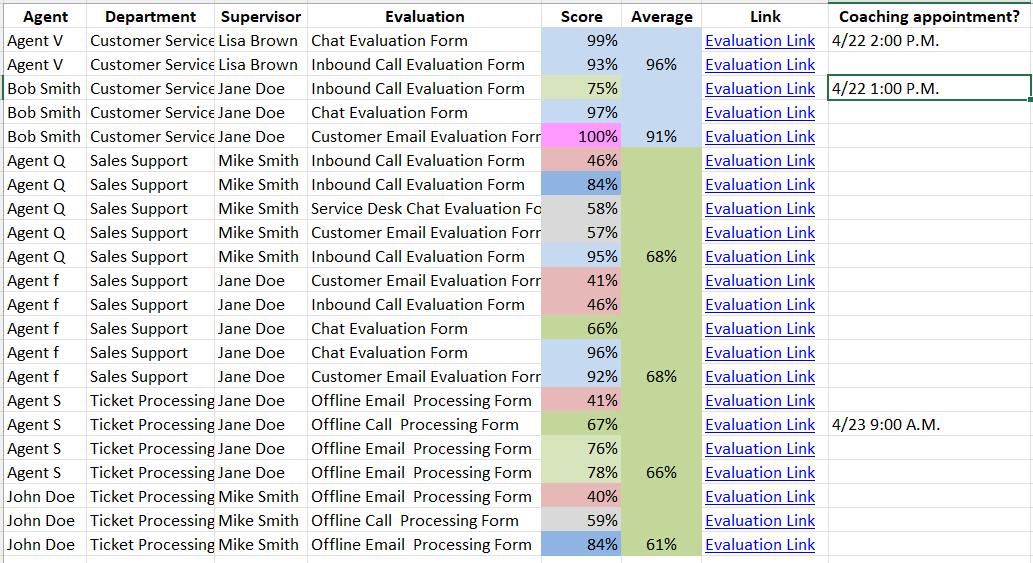 Agent Department Supervisor Evaluation Score Average Link Coaching appointment?
Agent V Customer Service Lisa Brown Chat Evaluation Form 99% Evaluation Link 4/22 2:00 P.M.
Agent V Customer Service Lisa Brown Inbound Call Evaluation Form 93% 96% Evaluation Link
Bob Smith Customer Service Jane Doe Inbound Call Evaluation Form 75% Evaluation Link 4/22 1:00 P.M.
Bob Smith Customer Service Jane Doe Chat Evaluation Form 97% Evaluation Link
Bob Smith Customer Service Jane Doe Customer Email Evaluation Forr 100% 91% Evaluation Link
Agent Q Sales Support Mike Smith Inbound Call Evaluation Form 46% Evaluation Link
Agent Q Sales Support Mike Smith Inbound Call Evaluation Form 84% Evaluation Link
Agent Q Sales Support Mike Smith Service Desk Chat Evaluation Fo 58% Evaluation Link
Agent Q Sales Support Mike Smith Customer Email Evaluation Forr 57% Evaluation Link
Agent Q Sales Support Mike Smith Inbound Call Evaluation Form 95% 68% Evaluation Link
Agent f Sales Support Jane Doe Customer Email Evaluation Forr 41% Evaluation Link
Agent f Sales Support Jane Doe Inbound Call Evaluation Form 46% Evaluation Link
Agent f Sales Support Jane Doe Chat Evaluation Form 66% Evaluation Link
Agent f Sales Support Jane Doe Chat Evaluation Form 96% Evaluation Link
Agent f Sales Support Jane Doe Customer Email Evaluation Forr 92% 68% Evaluation Link
Agent S Ticket Processing Jane Doe Offline Email  Processing Form 41% Evaluation Link
Agent S Ticket Processing Jane Doe Offline Call  Processing Form 67% Evaluation Link 4/23 9:00 A.M.
Agent S Ticket Processing Jane Doe Offline Email  Processing Form 76% Evaluation Link
Agent S Ticket Processing Jane Doe Offline Email  Processing Form 78% 66% Evaluation Link
John Doe Ticket Processing Mike Smith Offline Email  Processing Form 40% Evaluation Link
John Doe Ticket Processing Mike Smith Offline Call  Processing Form 59% Evaluation Link
John Doe Ticket Processing Mike Smith Offline Email  Processing Form 84% 61% Evaluation Link